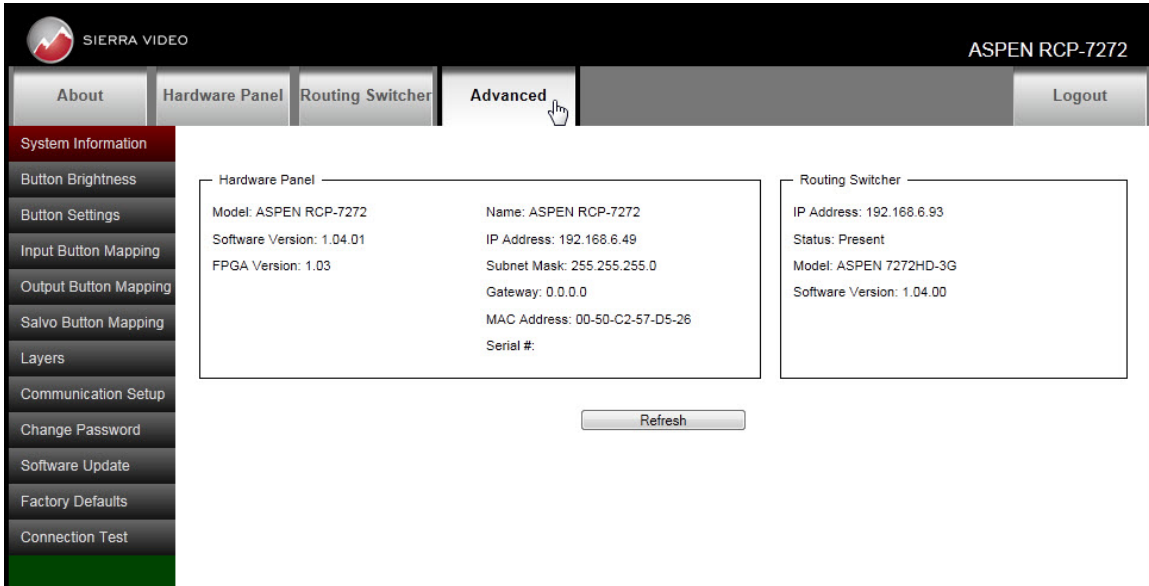 SIERRA VIDEO
ASPEN RCP-7272
About
Hardware Panel
Routing Switcher
Advanced
Logout
System Information
Button Brightness
Button Settings
Input Button Mapping
Output Button Mapping
Salvo Button Mapping
Layers
Communication Setup
Change Password
Software Update
Factory Defaults
Connection Test
Hardware Panel
Model: ASPEN RCP-7272
Software Version: 1.04.01
FPGA Version: 1.03
Name: ASPEN RCP-7272
IP Address: 192.168.6.49
Subnet Mask: 255.255.255.0
Gateway: 0.0.0.0
MAC Address: 00-50-C2-57-D5-26
Serial #:
Routing Switcher
IP Address: 192.168.6.93
Status: Present
Model: ASPEN 7272HD-3G
Software Version: 1.04.00
Refresh